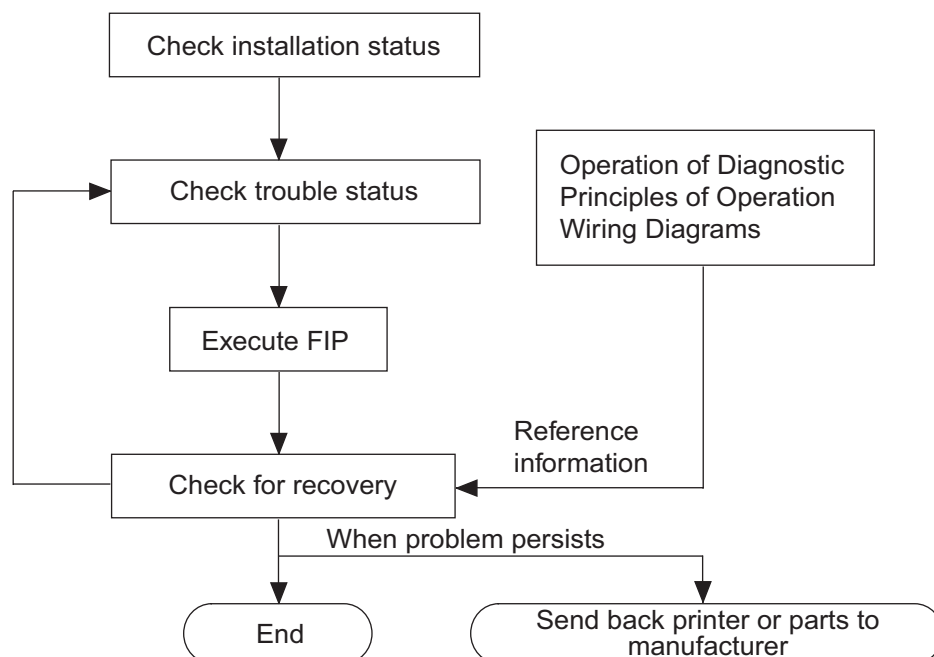 Check installation status
Check trouble status
Operation of Diagnostic
Principles of Operation
Wiring Diagrams
Execute FIP
Reference
information
Check for recovery
When problem persists
End
Send back printer or parts to
manufacturer